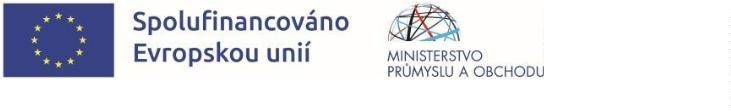 Spolufinancováno
Evropskou unií
MINISTERSTVO
PRŮMYSLU A OBCHODU